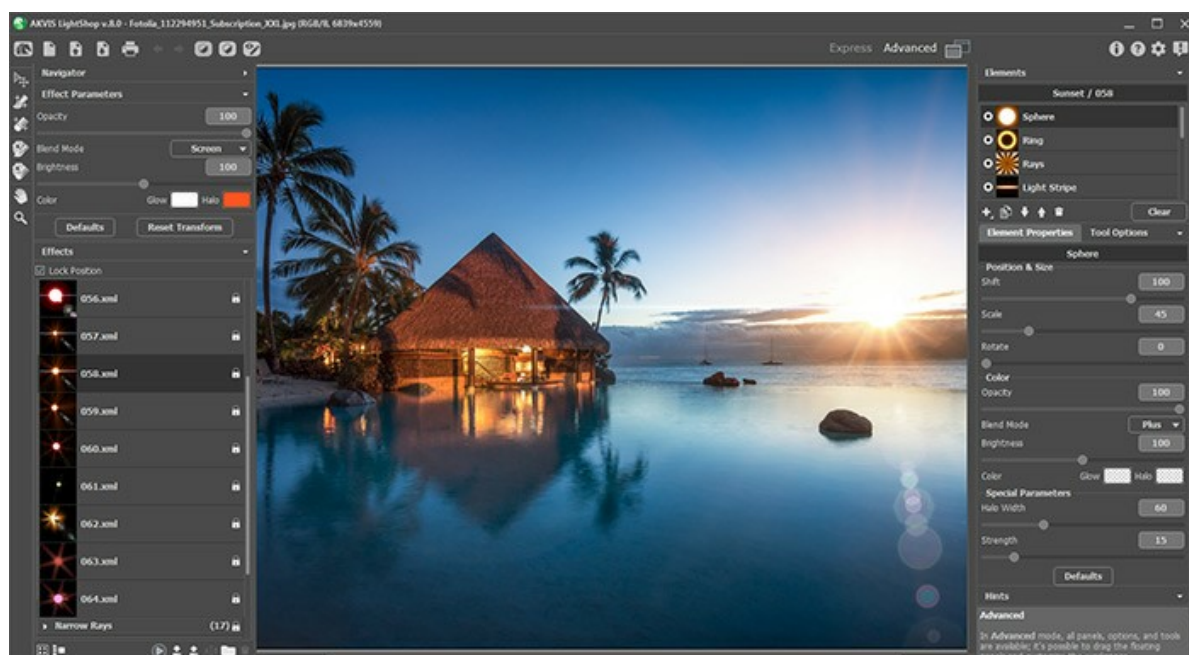 AKVIS LightShop v.8.0 - Fotolia_112294951_Subscription_XXL.jpg (RGB/8, 6839x4559)
Express Advanced
Navigator
Effect Parameters
Opacity 100
Blend Mode Screen
Brightness 100
Color Glow Halo
Defaults Reset Transform
Effects
Lock Position
056.xml
057.xml
058.xml
059.xml
060.xml
061.xml
062.xml
063.xml
064.xml
Narrow Rays (17)
Elements
Sunset / 058
Sphere
Ring
Rays
Light Stripe
Clear
Element Properties Tool Options
Sphere
Position & Size
Shift 100
Scale 45
Rotate 0
Color
Opacity 100
Blend Mode Plus
Brightness 100
Color Glow Halo
Special Parameters
Halo Width 60
Strength 15
Defaults
Hints
Advanced
In Advanced mode, all panels, options, and tools
are available; it's possible to drag the floating